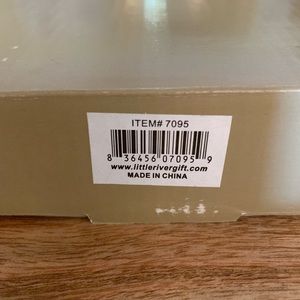 ITEM# 7095
8 36456 07095 9
www.littlerivergift.com
MADE IN CHINA